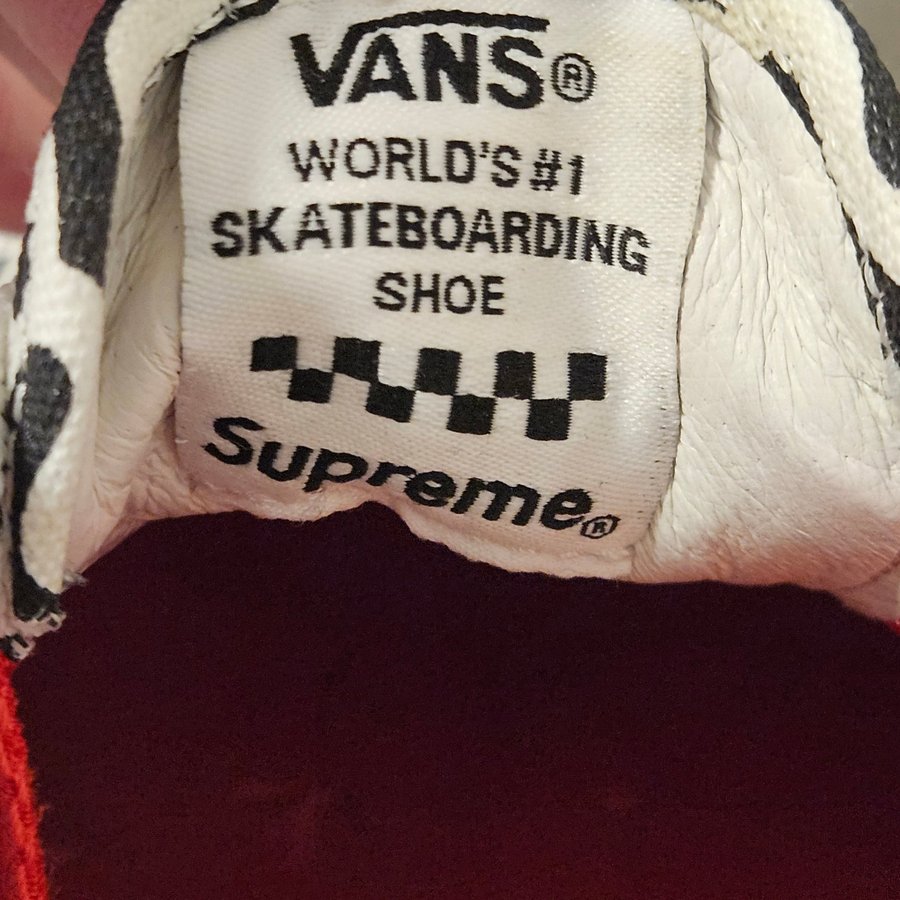 VANS®
WORLD'S #1
SKATEBOARDING
SHOE
Supreme®